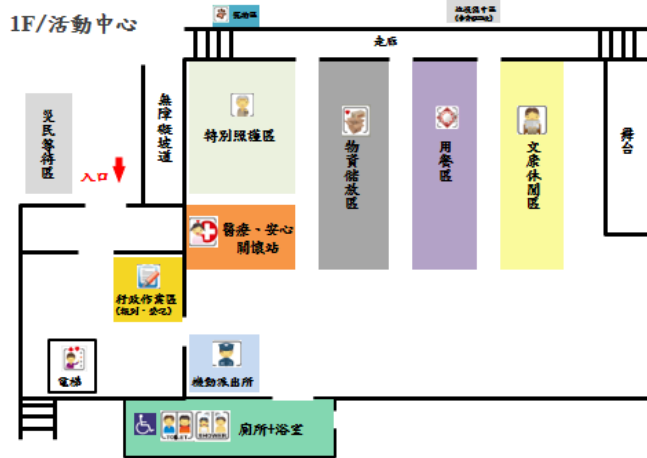 1F/活動中心
走廊
災民等待區
入口
無障礙坡道
特別照護區
物資儲放區
用餐區
文康休閒區
舞台
醫療、安心
關懷站
行政作業區
(報到、登記)
電梯
機動派出所
TOILET
SHOWER
廁所+浴室